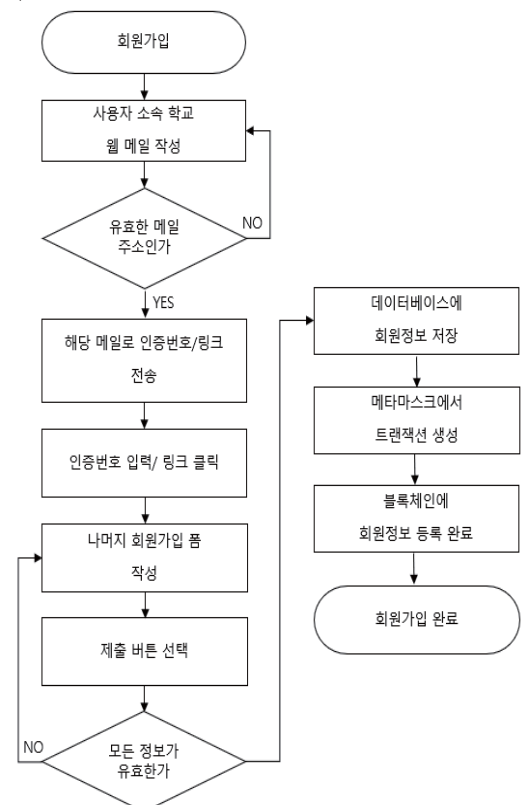 회원가입
사용자 소속 학교
웹 메일 작성
유효한 메일
주소인가
NO
YES
해당 메일로 인증번호/링크
전송
인증번호 입력/ 링크 클릭
나머지 회원가입 폼
작성
제출 버튼 선택
모든 정보가
유효한가
NO
데이터베이스에
회원정보 저장
메타마스크에서
트랜잭션 생성
블록체인에
회원정보 등록 완료
회원가입 완료